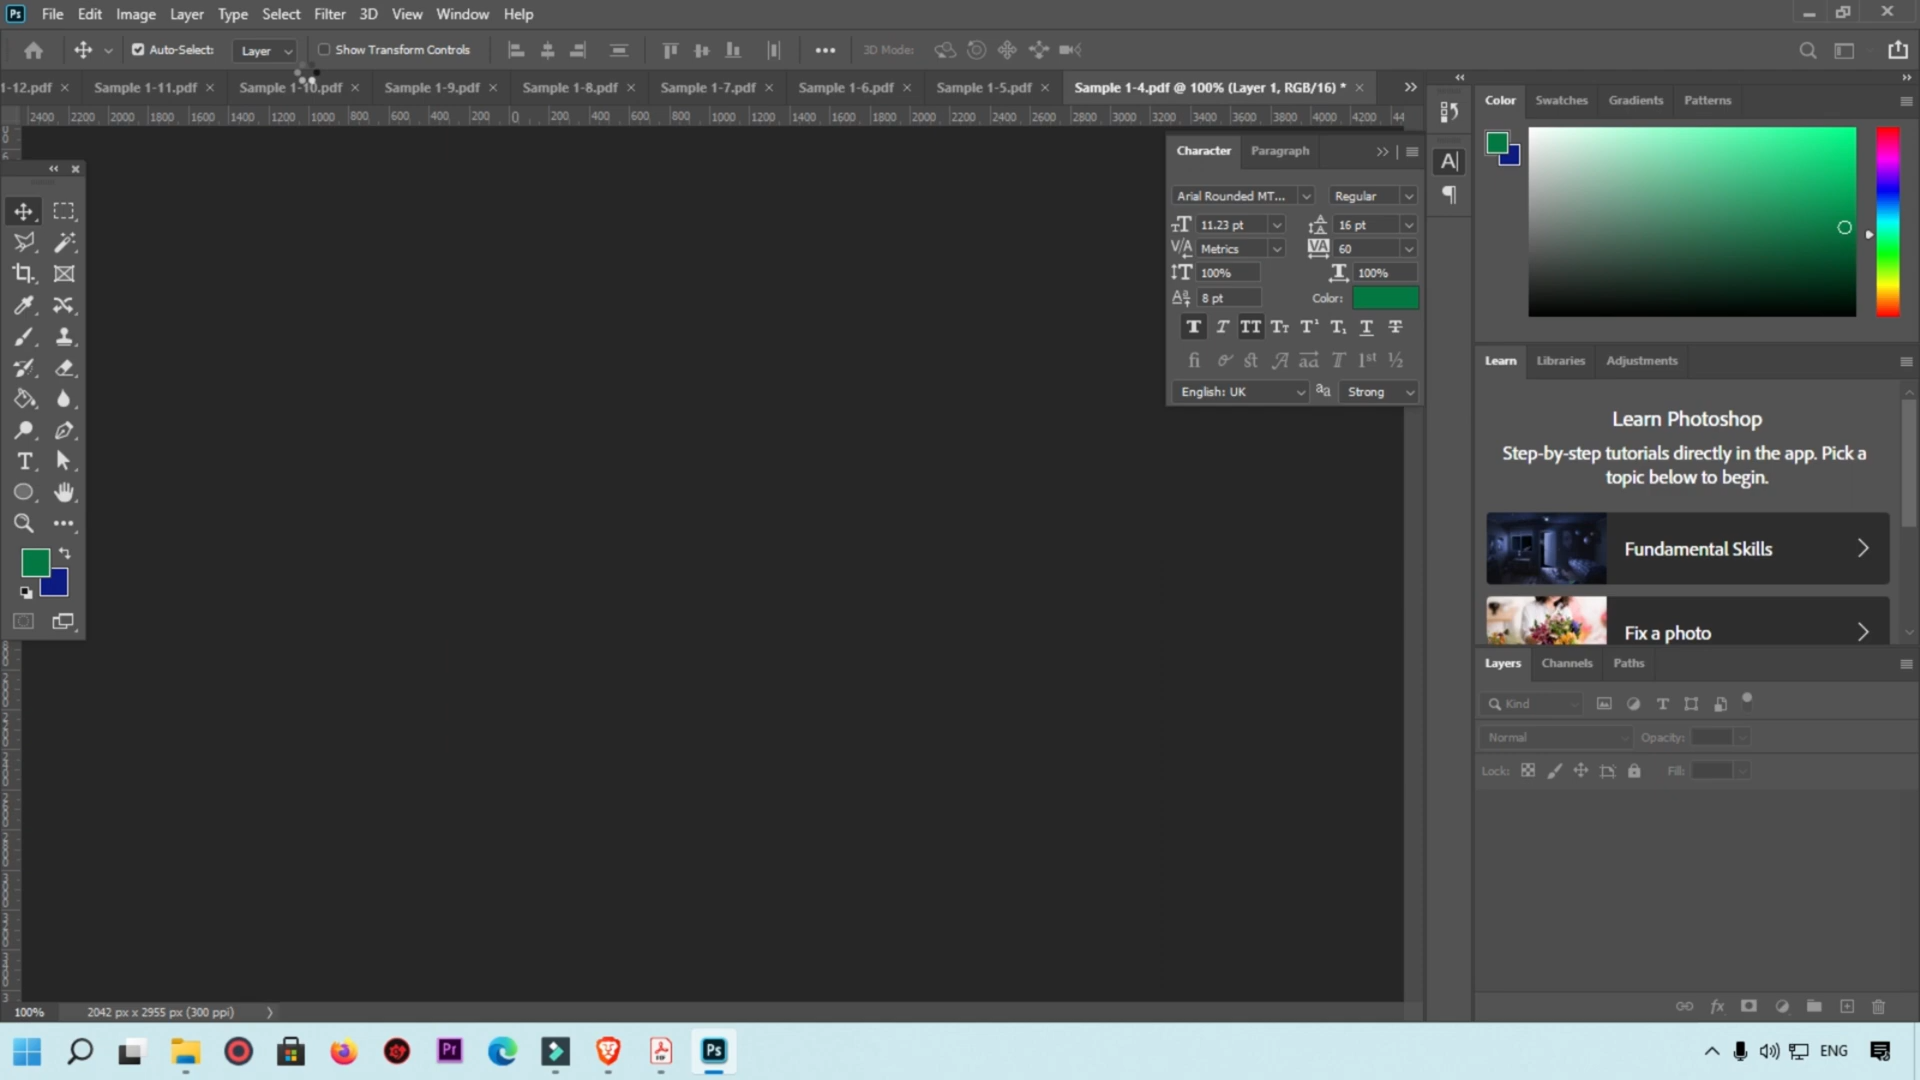 Ps File Edit Image Layer Type Select Filter 3D View Window Help
Auto-Select: Layer Show Transform Controls 3D Mode:
1-12.pdf Sample 1-11.pdf Sample 1-10.pdf Sample 1-9.pdf Sample 1-8.pdf Sample 1-7.pdf Sample 1-6.pdf Sample 1-5.pdf Sample 1-4.pdf @ 100% (Layer 1, RGB/16) *
2400 2200 2000 1800 1600 1400 1200 1000 800 600 400 200 0 200 400 600 800 1000 1200 1400 1600 1800 2000 2200 2400 2600 2800 3000 3200 3400 3600 3800 4000 4200 44
Character Paragraph
Arial Rounded MT... Regular
11.23 pt 16 pt
Metrics 60
100% 100%
8 pt Color:
English: UK Strong
Color Swatches Gradients Patterns
Learn Libraries Adjustments
Learn Photoshop
Step-by-step tutorials directly in the app. Pick a
topic below to begin.
Fundamental Skills
Fix a photo
Layers Channels Paths
Kind
Normal Opacity:
Lock: Fill:
100% 2042 px x 2955 px (300 ppi)
Pr Ps ENG